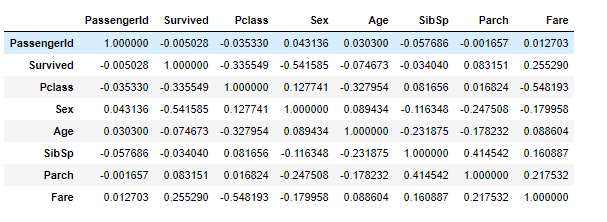 PassengerId Survived Pclass Sex Age SibSp Parch Fare
PassengerId 1.000000 -0.005028 -0.035330 0.043136 0.030300 -0.057686 -0.001657 0.012703
Survived -0.005028 1.000000 -0.335549 -0.541585 -0.074673 -0.034040 0.083151 0.255290
Pclass -0.035330 -0.335549 1.000000 0.127741 -0.327954 0.081656 0.016824 -0.548193
Sex 0.043136 -0.541585 0.127741 1.000000 0.089434 -0.116348 -0.247508 -0.179958
Age 0.030300 -0.074673 -0.327954 0.089434 1.000000 -0.231875 -0.178232 0.088604
SibSp -0.057686 -0.034040 0.081656 -0.116348 -0.231875 1.000000 0.414542 0.160887
Parch -0.001657 0.083151 0.016824 -0.247508 -0.178232 0.414542 1.000000 0.217532
Fare 0.012703 0.255290 -0.548193 -0.179958 0.088604 0.160887 0.217532 1.000000